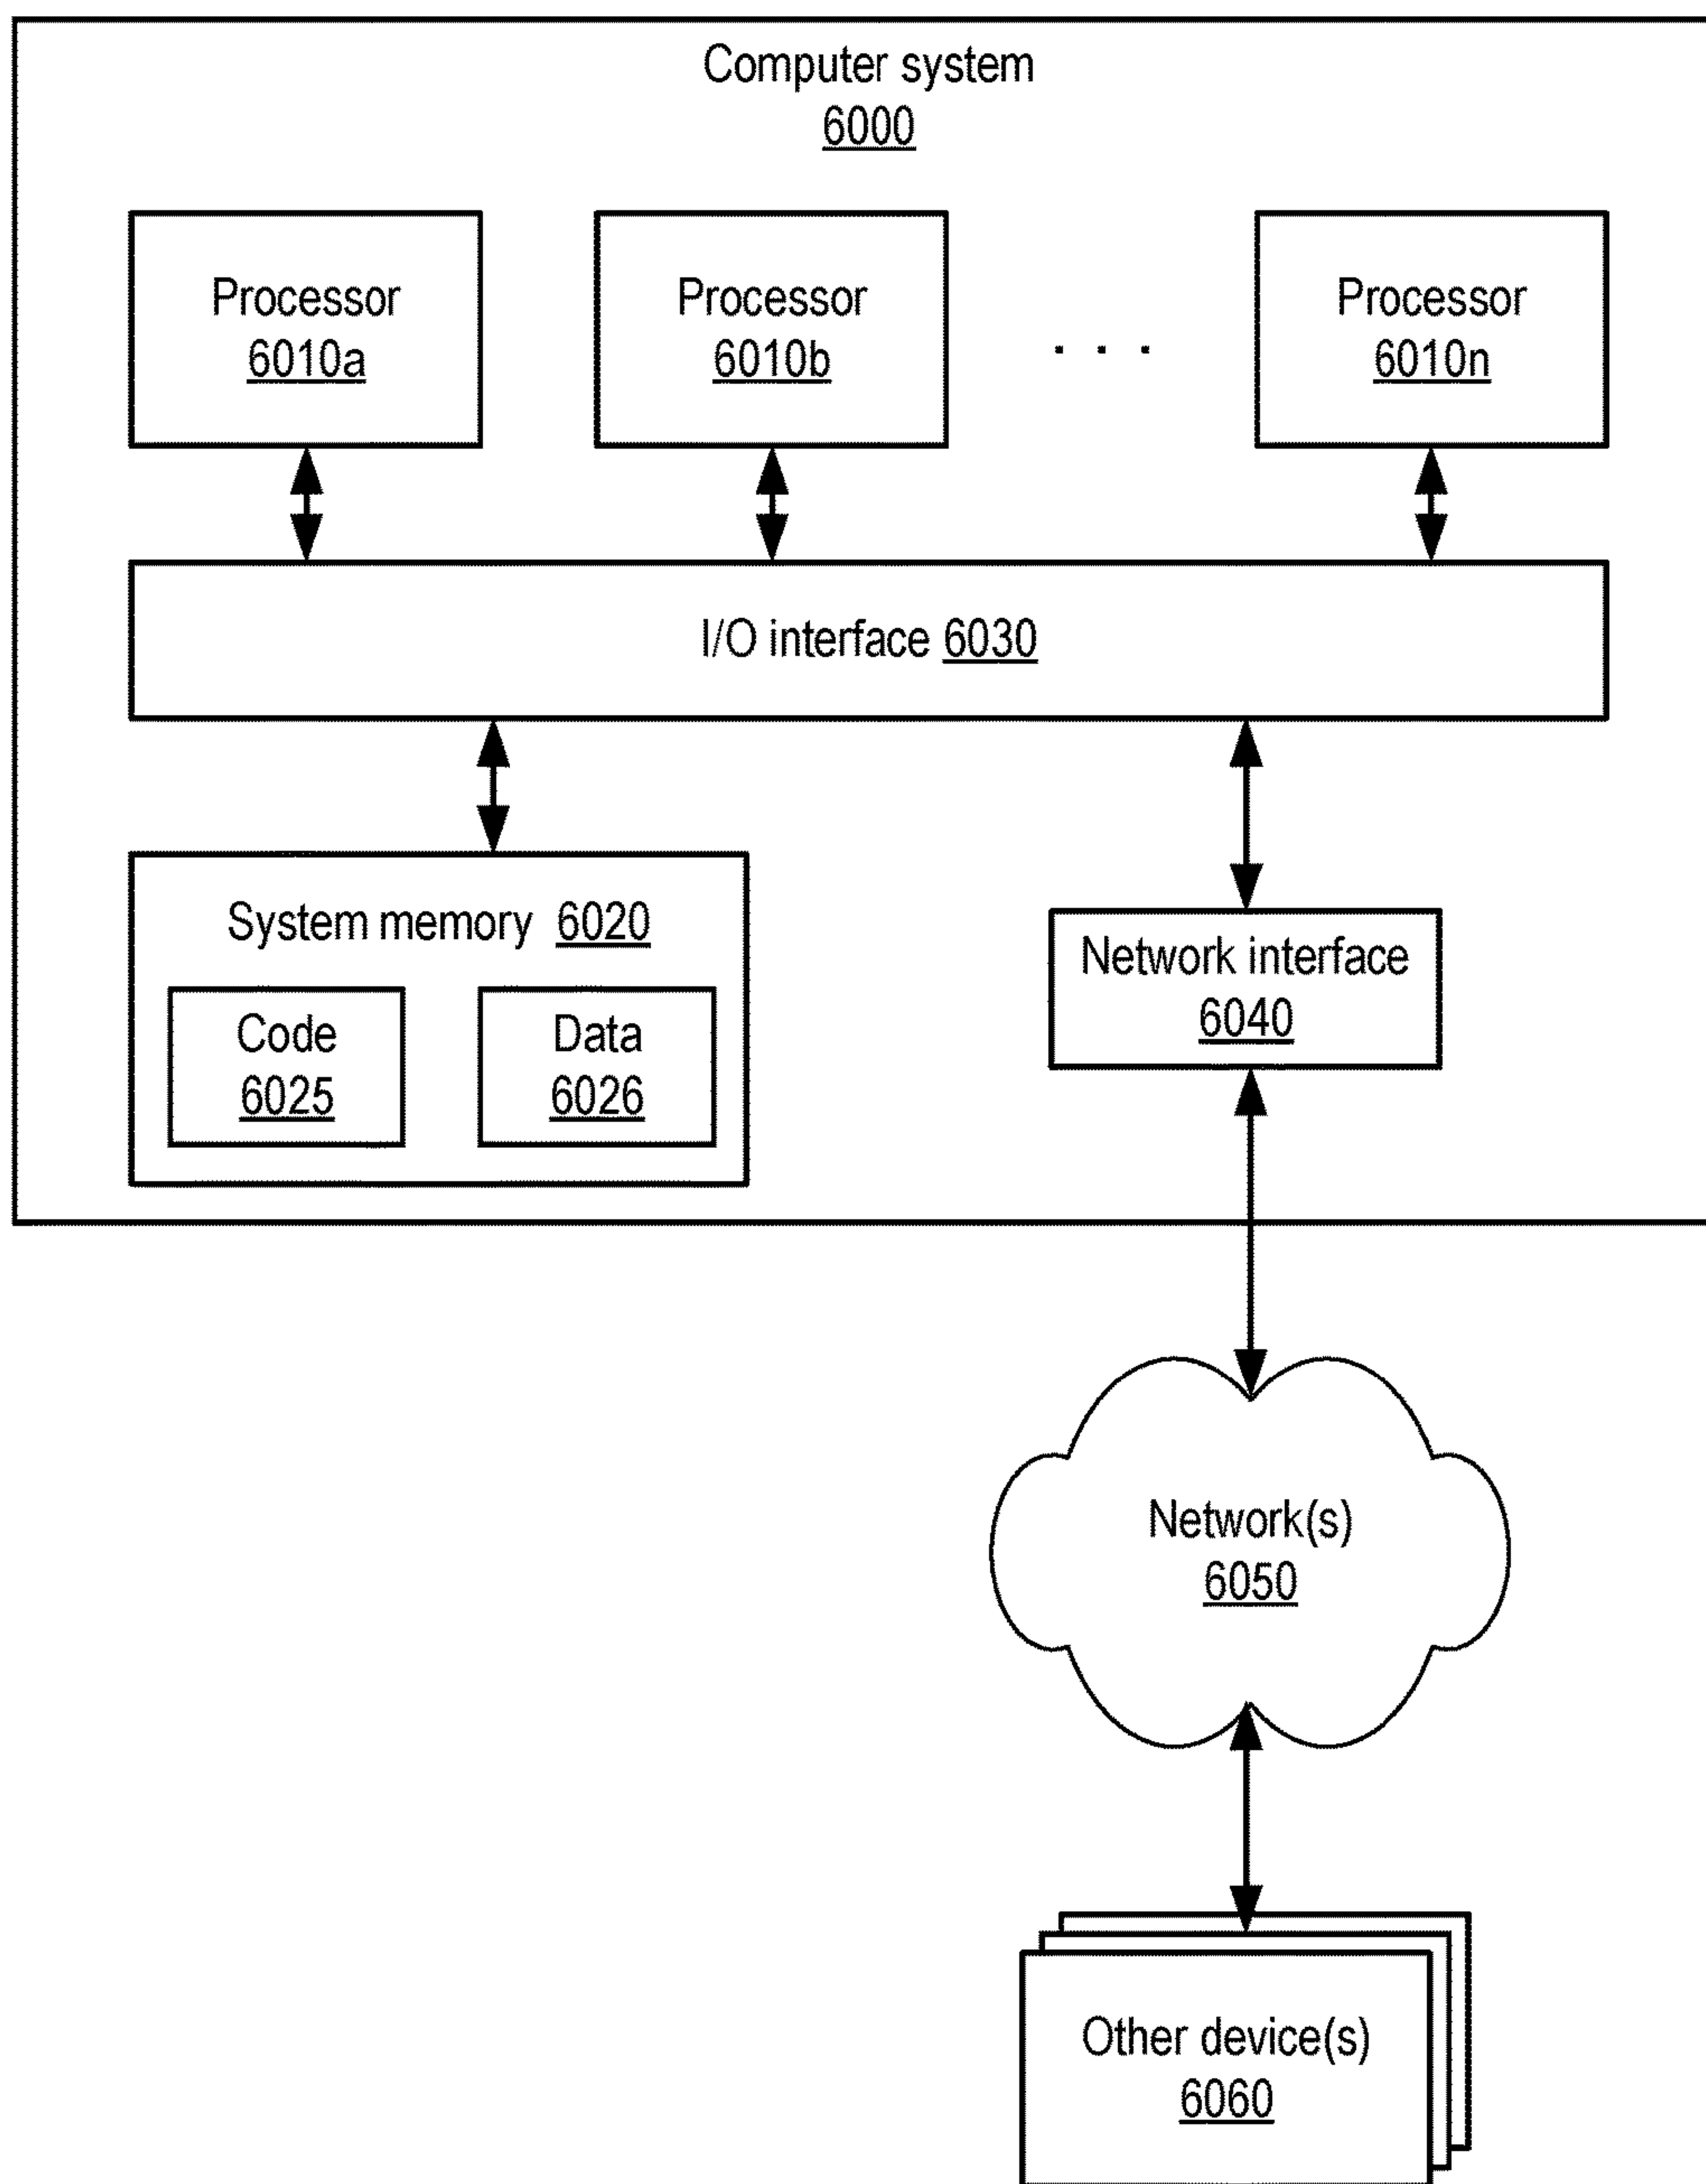 Computer system
6000
Processor
6010a
Processor
6010b
. . .
Processor
6010n
I/O interface 6030
System memory 6020
Code
6025
Data
6026
Network interface
6040
Network(s)
6050
Other device(s)
6060